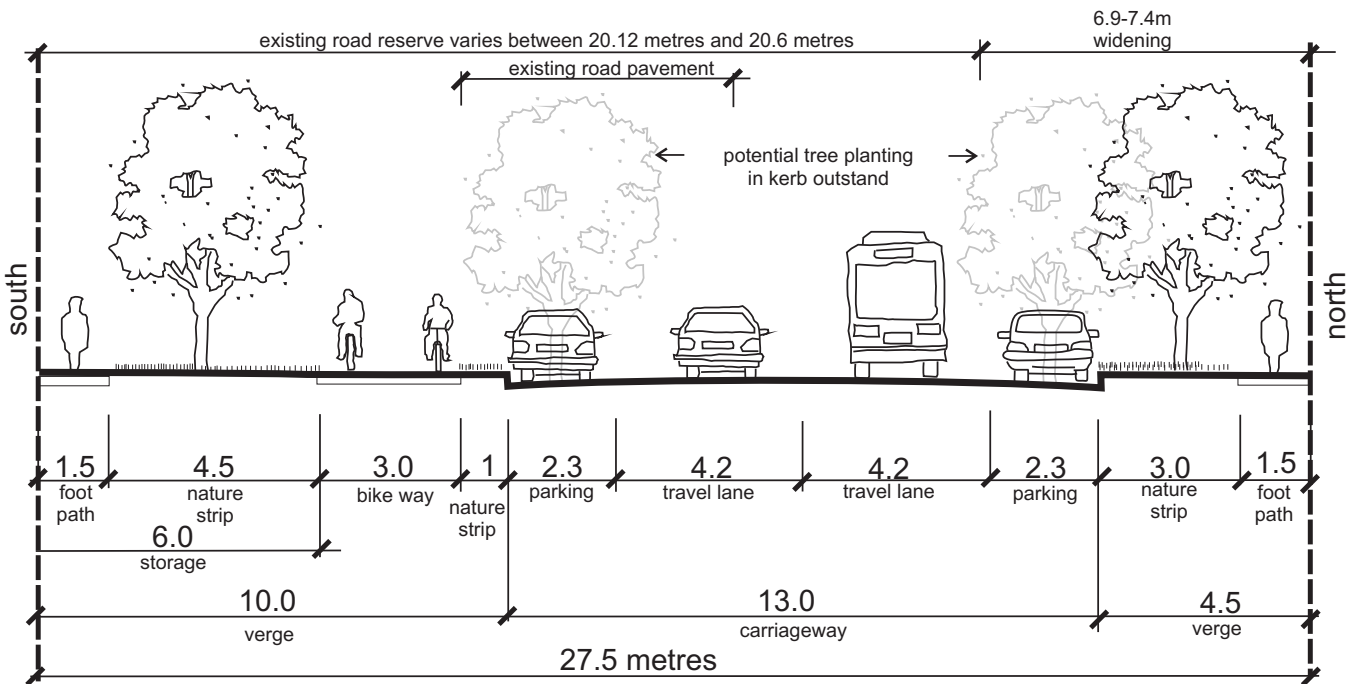 6.9-7.4m
widening
existing road reserve varies between 20.12 metres and 20.6 metres
existing road pavement
potential tree planting
in kerb outstand
south
north
1.5
foot
path
4.5
nature
strip
3.0
bike way
1
nature
strip
2.3
parking
4.2
travel lane
4.2
travel lane
2.3
parking
3.0
nature
strip
1.5
foot
path
6.0
storage
10.0
verge
13.0
carriageway
4.5
verge
27.5 metres